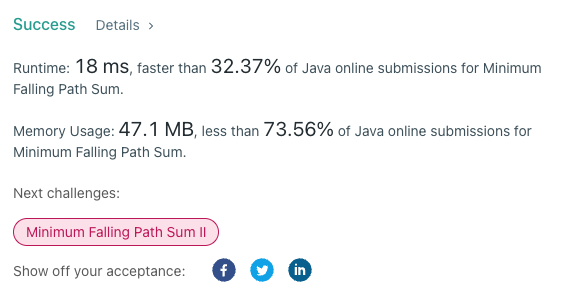 Success Details >
Runtime: 18 ms, faster than 32.37% of Java online submissions for Minimum
Falling Path Sum.
Memory Usage: 47.1 MB, less than 73.56% of Java online submissions for
Minimum Falling Path Sum.
Next challenges:
Minimum Falling Path Sum II
Show off your acceptance: f in